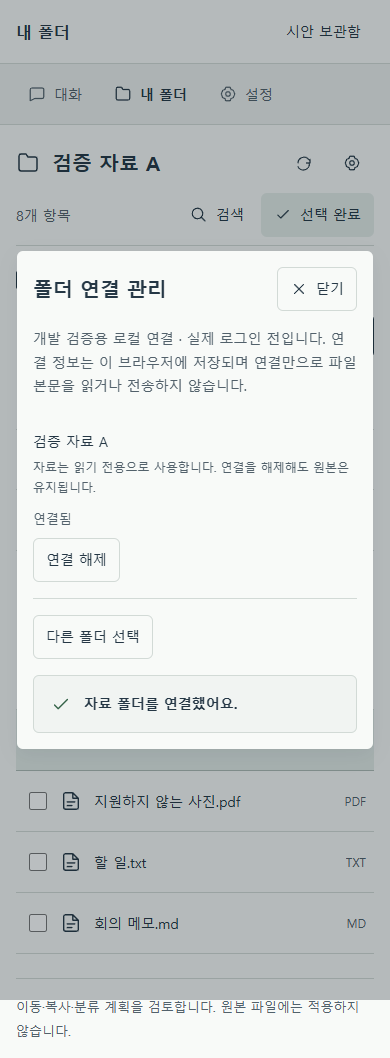 내 폴더
시안 보관함
대화
내 폴더
설정
검증 자료 A
8개 항목
검색
선택 완료
폴더 연결 관리
닫기
개발 검증용 로컬 연결 · 실제 로그인 전입니다. 연
결 정보는 이 브라우저에 저장되며 연결만으로 파일
본문을 읽거나 전송하지 않습니다.
검증 자료 A
자료는 읽기 전용으로 사용합니다. 연결을 해제해도 원본은
유지됩니다.
연결됨
연결 해제
다른 폴더 선택
자료 폴더를 연결했어요.
지원하지 않는 사진.pdf
PDF
할 일.txt
TXT
회의 메모.md
MD
이동·복사·분류 계획을 검토합니다. 원본 파일에는 적용하지
않습니다.